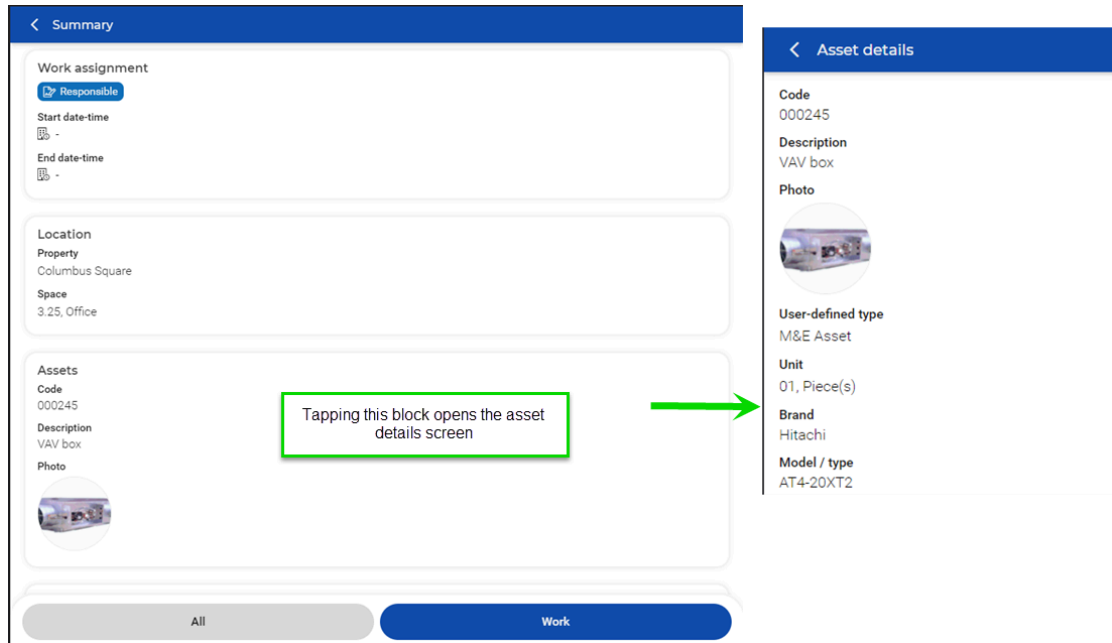 Summary
Work assignment
Responsible
Start date-time
-
End date-time
-
Location
Property
Columbus Square
Space
3.25, Office
Assets
Code
000245
Description
VAV box
Photo
Tapping this block opens the asset
details screen
All
Work
Asset details
Code
000245
Description
VAV box
Photo
User-defined type
M&E Asset
Unit
01, Piece(s)
Brand
Hitachi
Model / type
AT4-20XT2